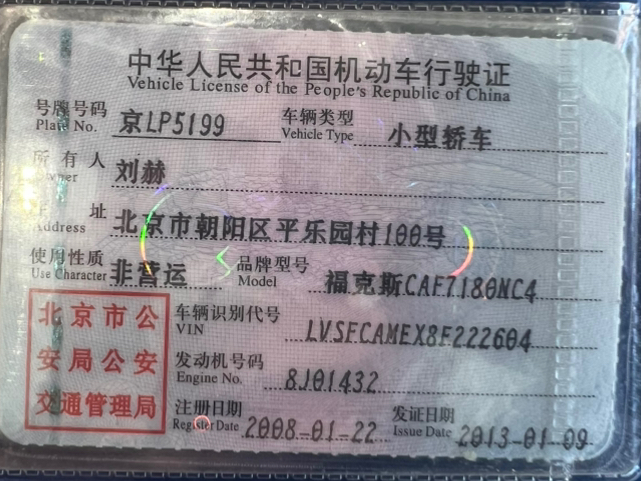 中华人民共和国机动车行驶证
Vehicle License of the People's Republic of China
号牌号码 京LP5199 车辆类型 小型轿车
Plate No. Vehicle Type
所有人 刘赫
Owner
住址 北京市朝阳区平乐园村100号
Address
使用性质 非营运 品牌型号 福克斯CAF7180NC4
Use Character Model
北京市公
安局公安
交通管理局
车辆识别代号 LVSFCAMEX8F222604
VIN
发动机号码 8J01432
Engine No.
注册日期 2008-01-22 发证日期 2013-01-09
Register Date Issue Date